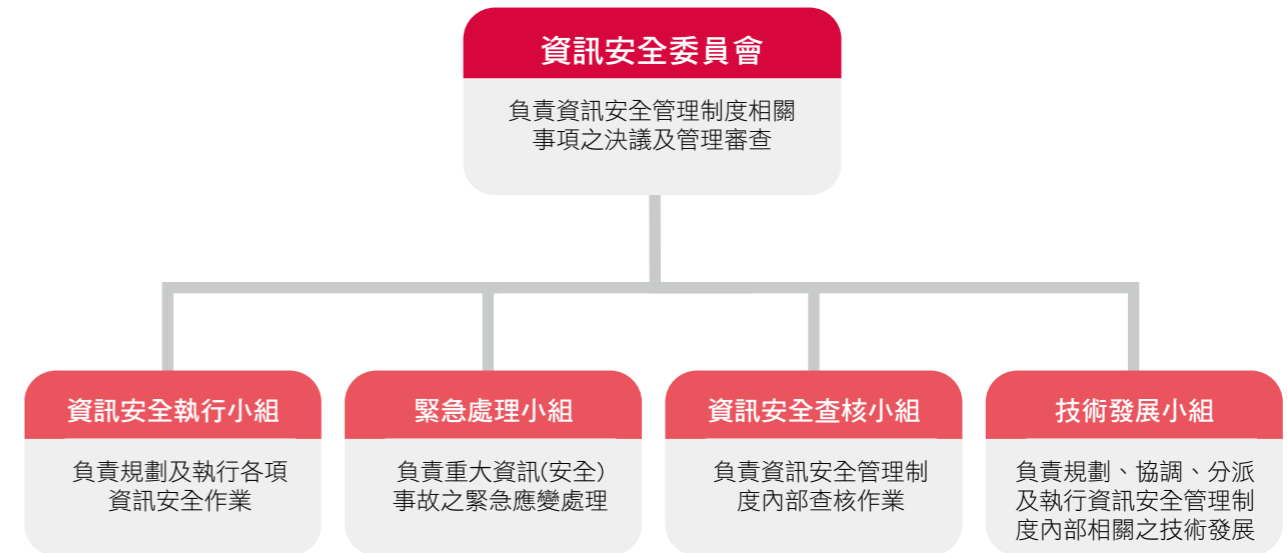 資訊安全委員會
負責資訊安全管理制度相關
事項之決議及管理審查
資訊安全執行小組
負責規劃及執行各項
資訊安全作業
緊急處理小組
負責重大資訊(安全)
事故之緊急應變處理
資訊安全查核小組
負責資訊安全管理制
度內部查核作業
技術發展小組
負責規劃、協調、分派
及執行資訊安全管理制
度內部相關之技術發展